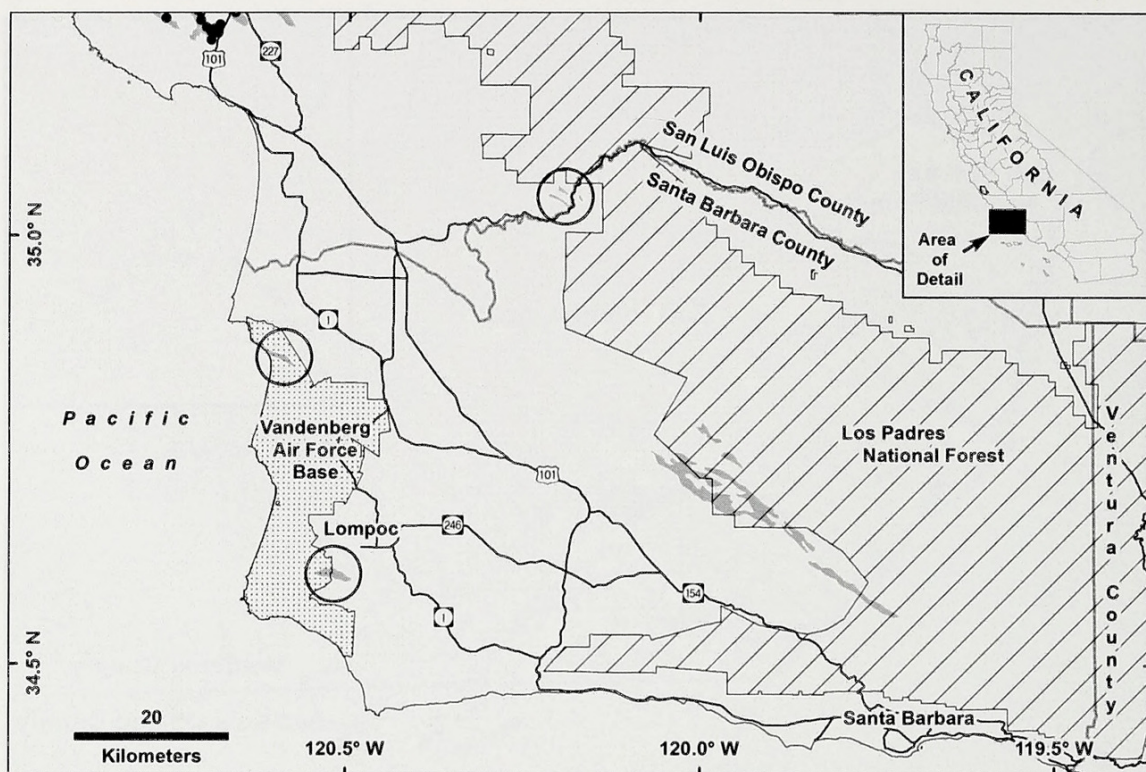 101
227
CALIFORNIA
Area
of
Detail
San Luis Obispo County
Santa Barbara County
35.0° N
1
Pacific
Ocean
Vandenberg
Air Force
Base
Los Padres
National Forest
Ventura County
101
Lompoc
246
154
1
34.5° N
20
Kilometers
Santa Barbara
120.5° W
120.0° W
119.5° W